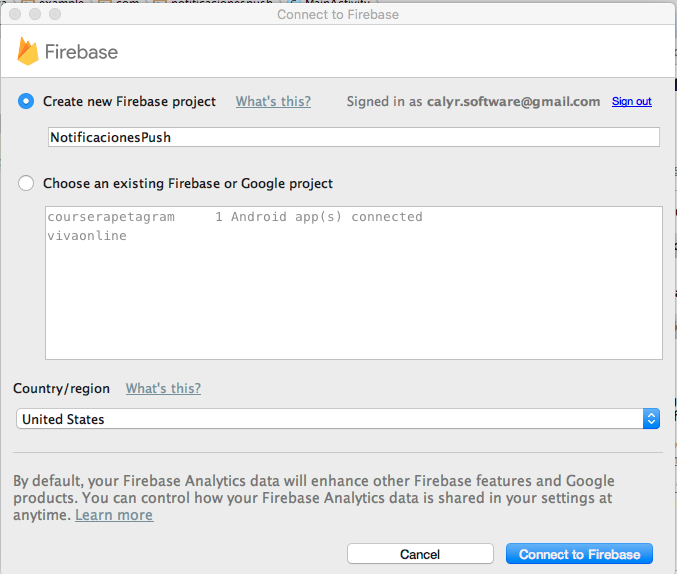 example com notificacionespush MainActivity
Connect to Firebase
Firebase
Create new Firebase project What's this? Signed in as calyr.software@gmail.com Sign out
NotificacionesPush
Choose an existing Firebase or Google project
courserapetagram 1 Android app(s) connected
vivaonline
Country/region What's this?
United States
By default, your Firebase Analytics data will enhance other Firebase features and Google
products. You can control how your Firebase Analytics data is shared in your settings at
anytime. Learn more
Cancel Connect to Firebase